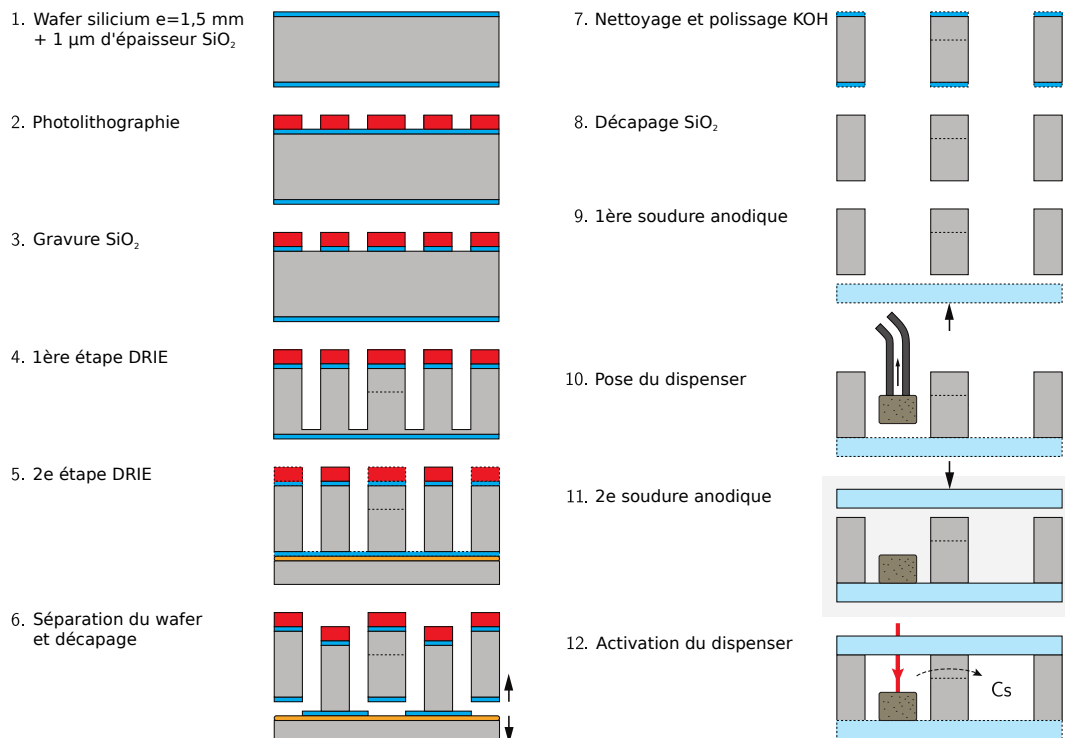 1. Wafer silicium e=1,5 mm
+ 1 μm d'épaisseur SiO₂
2. Photolithographie
3. Gravure SiO₂
4. 1ère étape DRIE
5. 2e étape DRIE
6. Séparation du wafer
et décapage
7. Nettoyage et polissage KOH
8. Décapage SiO₂
9. 1ère soudure anodique
10. Pose du dispenser
11. 2e soudure anodique
12. Activation du dispenser
Cs